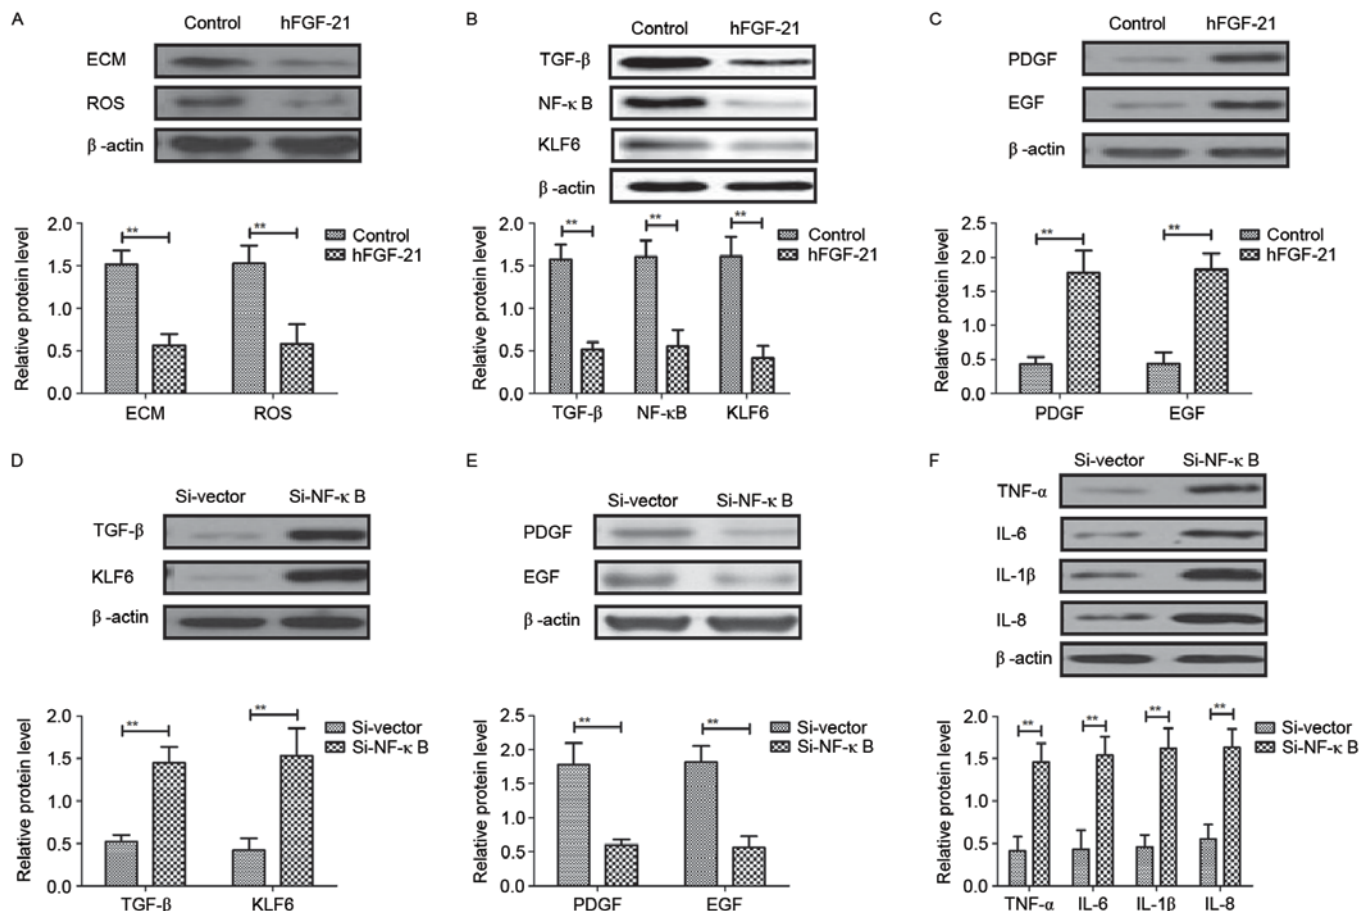 A
Control hFGF-21
ECM
ROS
β -actin
Relative protein level
2.0
1.5
1.0
0.5
0.0
** **
Control
hFGF-21
ECM ROS
B
Control hFGF-21
TGF-β
NF-κ B
KLF6
β -actin
Relative protein level
2.0
1.5
1.0
0.5
0.0
** ** **
Control
hFGF-21
TGF-β NF-κB KLF6
C
Control hFGF-21
PDGF
EGF
β -actin
Relative protein level
2.5
2.0
1.5
1.0
0.5
0.0
** **
Control
hFGF-21
PDGF EGF
D
Si-vector Si-NF-κ B
TGF-β
KLF6
β -actin
Relative protein level
2.0
1.5
1.0
0.5
0.0
** **
Si-vector
Si-NF-κ B
TGF-β KLF6
E
Si-vector Si-NF-κ B
PDGF
EGF
β -actin
Relative protein level
2.5
2.0
1.5
1.0
0.5
0.0
** **
Si-vector
Si-NF-κ B
PDGF EGF
F
Si-vector Si-NF-κ B
TNF-α
IL-6
IL-1β
IL-8
β -actin
Relative protein level
2.0
1.5
1.0
0.5
0.0
** ** ** **
Si-vector
Si-NF-κ B
TNF-α IL-6 IL-1β IL-8